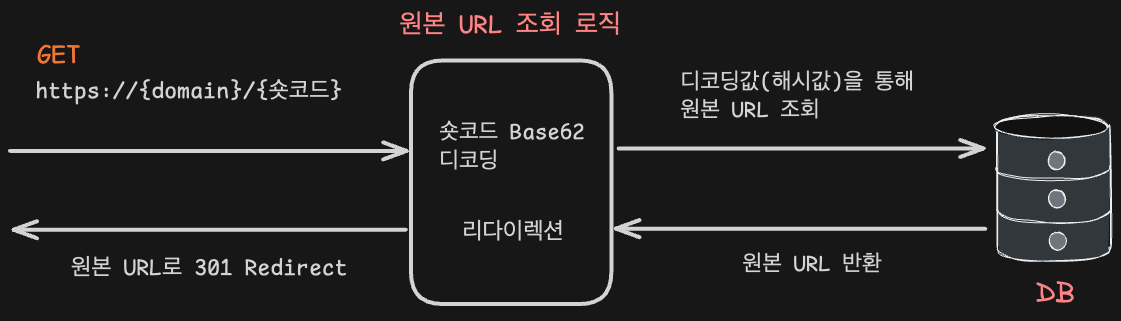 원본 URL 조회 로직
GET
https://{domain}/{숏코드}
숏코드 Base62
디코딩
리다이렉션
디코딩값(해시값)을 통해
원본 URL 조회
원본 URL로 301 Redirect
원본 URL 반환
DB